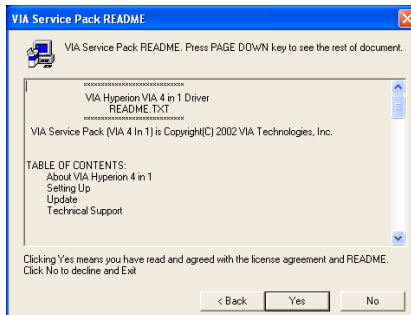 VIA Service Pack README
VIA Service Pack README. Press PAGE DOWN key to see the rest of document.
****************************
VIA Hyperion VIA 4 in 1 Driver
README.TXT
****************************
VIA Service Pack (VIA 4 In 1) is Copyright(C) 2002 VIA Technologies, Inc.
TABLE OF CONTENTS:
About VIA Hyperion 4 in 1
Setting Up
Update
Technical Support
Clicking Yes means you have read and agreed with the license agreement and README.
Click No to decline and Exit
< Back
Yes
No